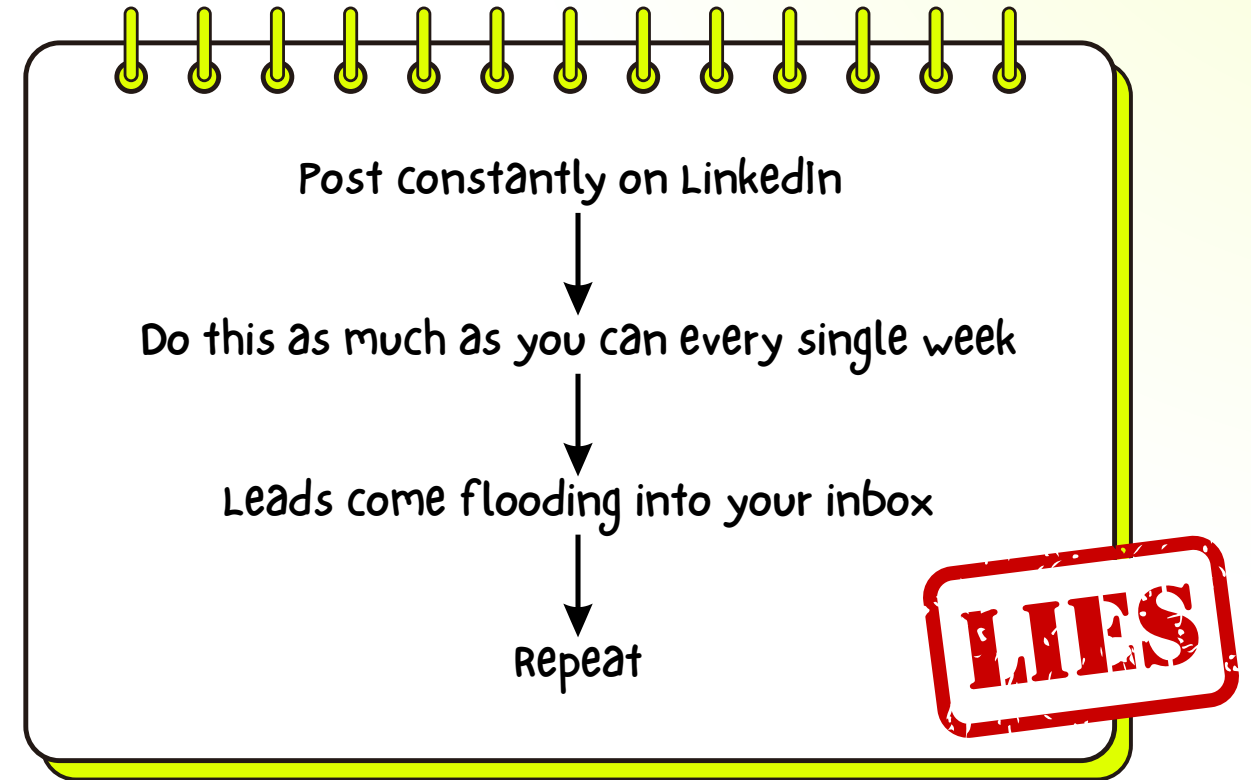 Post constantly on LinkedIn
Do this as much as you can every single week
Leads come flooding into your inbox
Repeat
LIES